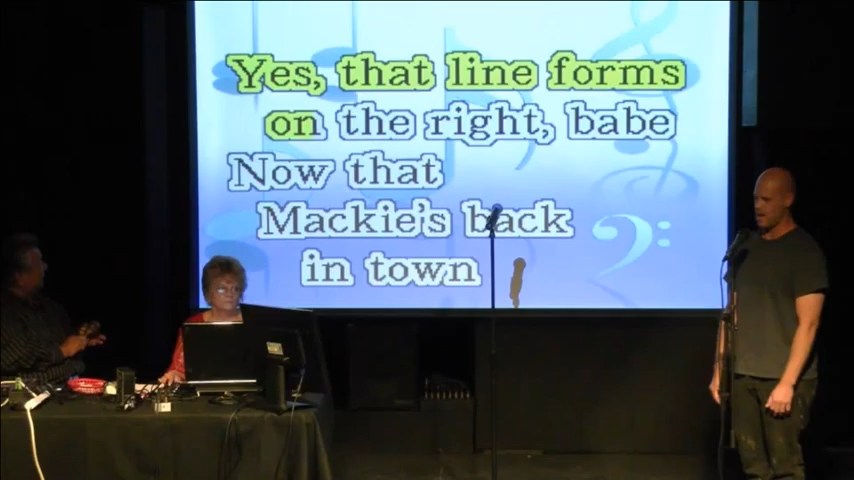 Yes, that line forms
on the right, babe
Now that
Mackie's back
in town